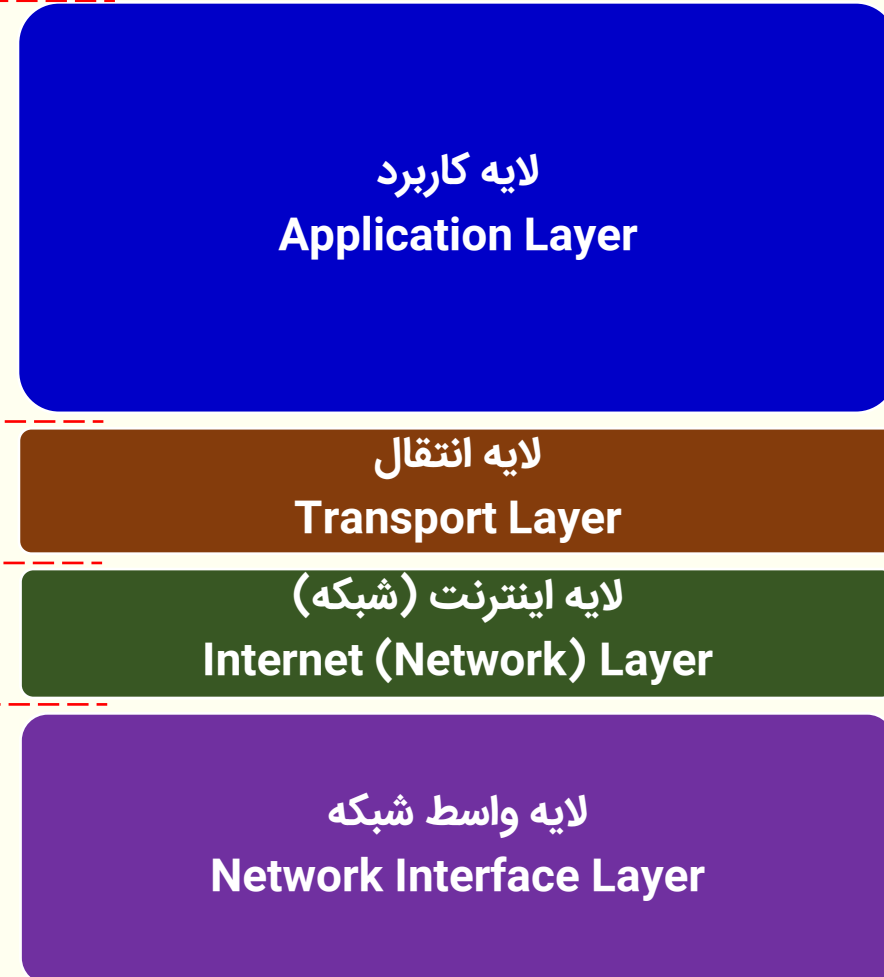 لایه کاربرد
Application Layer
لایه انتقال
Transport Layer
لایه اینترنت (شبکه)
Internet (Network) Layer
لایه واسط شبکه
Network Interface Layer